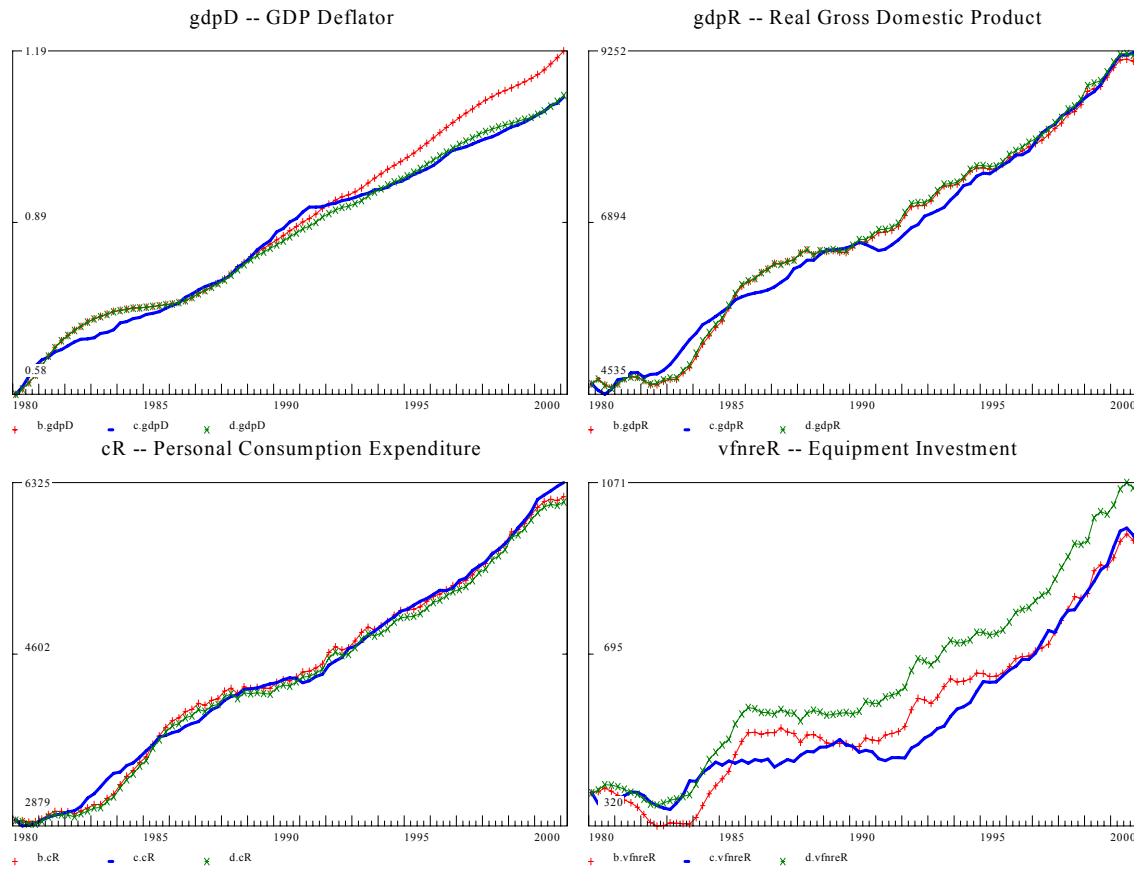 gdpD -- GDP Deflator
1.19
0.89
0.58
1980 1985 1990 1995 2000
b.gdpD c.gdpD d.gdpD
gdpR -- Real Gross Domestic Product
9252
6894
4535
1980 1985 1990 1995 2000
b.gdpR c.gdpR d.gdpR
cR -- Personal Consumption Expenditure
6325
4602
2879
1980 1985 1990 1995 2000
b.cR c.cR d.cR
vfnreR -- Equipment Investment
1071
695
320
1980 1985 1990 1995 2000
b.vfnreR c.vfnreR d.vfnreR